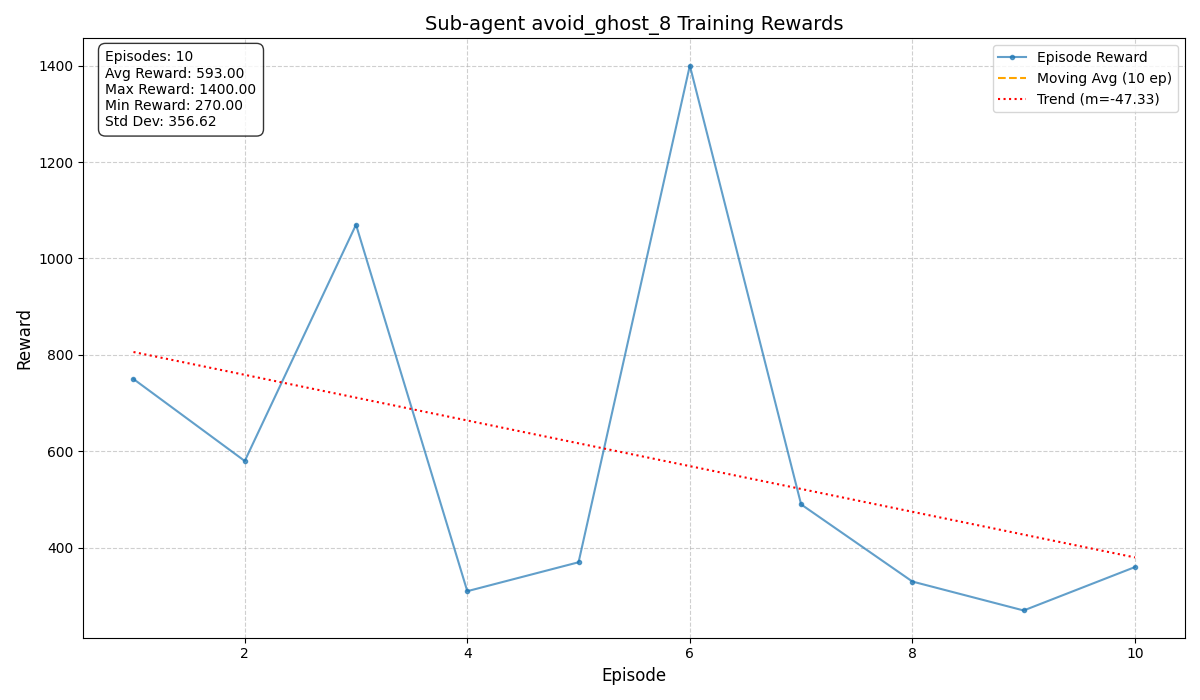 Sub-agent avoid_ghost_8 Training Rewards
Episodes: 10
Avg Reward: 593.00
Max Reward: 1400.00
Min Reward: 270.00
Std Dev: 356.62
Episode Reward
Moving Avg (10 ep)
Trend (m=-47.33)
Reward
1400
1200
1000
800
600
400
2
4
6
8
10
Episode